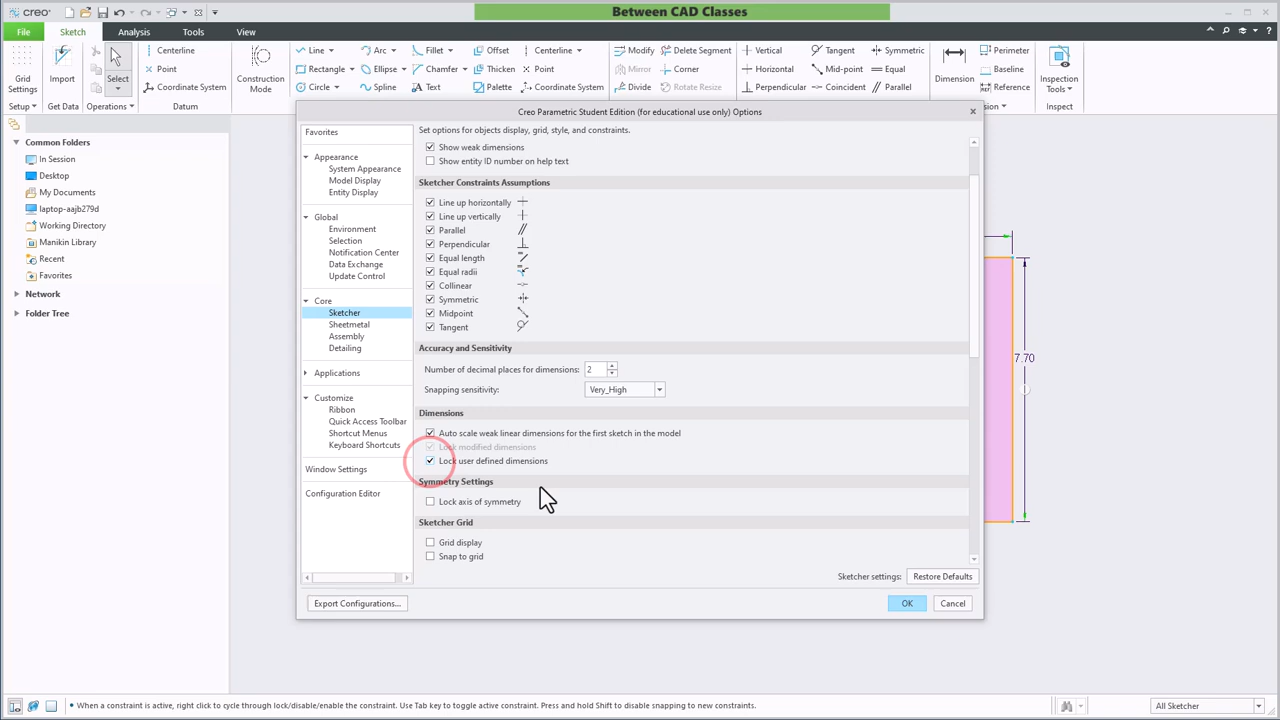 Between CAD Classes
creo·
File Sketch Analysis Tools View
Grid Settings
Setup
Import
Get Data
Select
Operations
Centerline
Point
Coordinate System
Datum
Construction Mode
Line Arc Fillet Offset Centerline
Rectangle Ellipse Chamfer Thicken Point
Circle Spline Text Palette Coordinate System
Modify Delete Segment
Mirror Corner
Divide Rotate Resize
Vertical Tangent Symmetric
Horizontal Mid-point Equal
Perpendicular Coincident Parallel
Dimension
Perimeter
Baseline
Reference
sion
Inspection Tools
Inspect
Common Folders
In Session
Desktop
My Documents
laptop-aajb279d
Working Directory
Manikin Library
Recent
Favorites
Network
Folder Tree
Creo Parametric Student Edition (for educational use only) Options
Favorites
Appearance
System Appearance
Model Display
Entity Display
Global
Environment
Selection
Notification Center
Data Exchange
Update Control
Core
Sketcher
Sheetmetal
Assembly
Detailing
Applications
Customize
Ribbon
Quick Access Toolbar
Shortcut Menus
Keyboard Shortcuts
Window Settings
Configuration Editor
Set options for objects display, grid, style, and constraints.
Show weak dimensions
Show entity ID number on help text
Sketcher Constraints Assumptions
Line up horizontally
Line up vertically
Parallel
Perpendicular
Equal length
Equal radii
Collinear
Symmetric
Midpoint
Tangent
Accuracy and Sensitivity
Number of decimal places for dimensions: 2
Snapping sensitivity: Very_High
Dimensions
Auto scale weak linear dimensions for the first sketch in the model
Lock modified dimensions
Lock user defined dimensions
Symmetry Settings
Lock axis of symmetry
Sketcher Grid
Grid display
Snap to grid
Sketcher settings: Restore Defaults
Export Configurations... OK Cancel
7.70
• When a constraint is active, right click to cycle through lock/disable/enable the constraint. Use Tab key to toggle active constraint. Press and hold Shift to disable snapping to new constraints.
All Sketcher